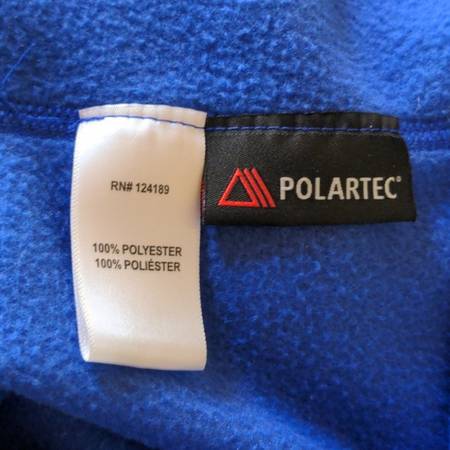 RN# 124189
100% POLYESTER
100% POLIÉSTER
POLARTEC®